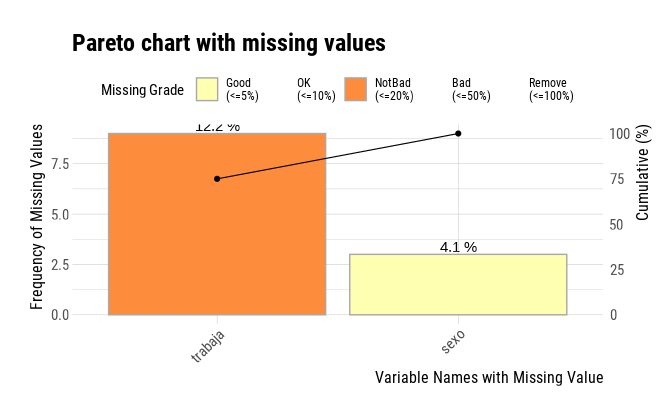 Pareto chart with missing values
Missing Grade
Good
(<=5%)
OK
(<=10%)
NotBad
(<=20%)
Bad
(<=50%)
Remove
(<=100%)
Frequency of Missing Values
7.5
5.0
2.5
0.0
12.2 %
4.1 %
100
75
50
25
0
Cumulative (%)
trabaja
sexo
Variable Names with Missing Value